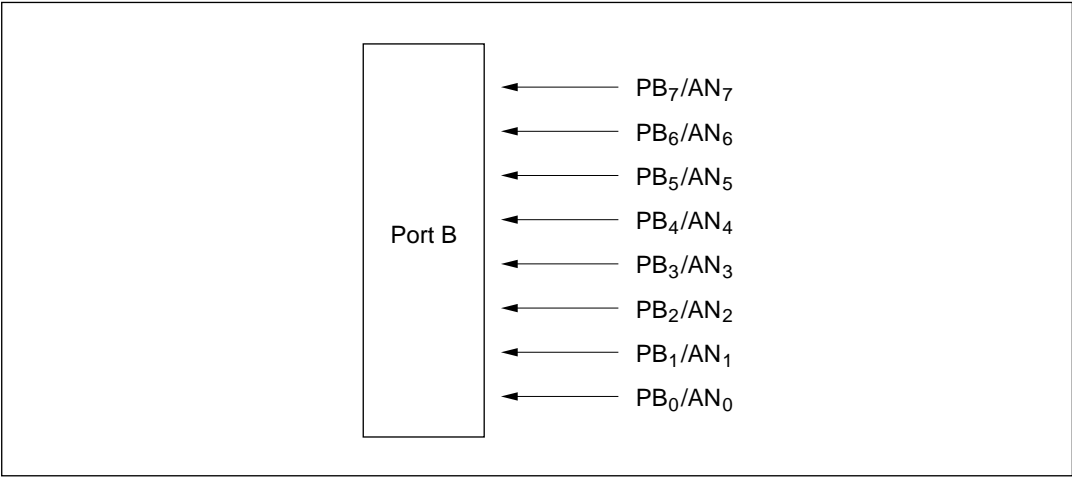 PB₇/AN₇
PB₆/AN₆
PB₅/AN₅
PB₄/AN₄
Port B
PB₃/AN₃
PB₂/AN₂
PB₁/AN₁
PB₀/AN₀